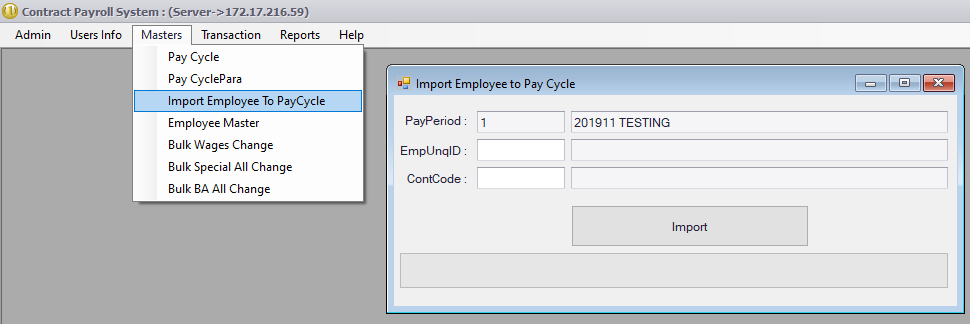 Contract Payroll System : (Server->172.17.216.59)
Admin Users Info Masters Transaction Reports Help
Pay Cycle
Pay CyclePara
Import Employee To PayCycle
Employee Master
Bulk Wages Change
Bulk Special All Change
Bulk BA All Change
Import Employee to Pay Cycle
PayPeriod : 1 201911 TESTING
EmpUnqID :
ContCode :
Import